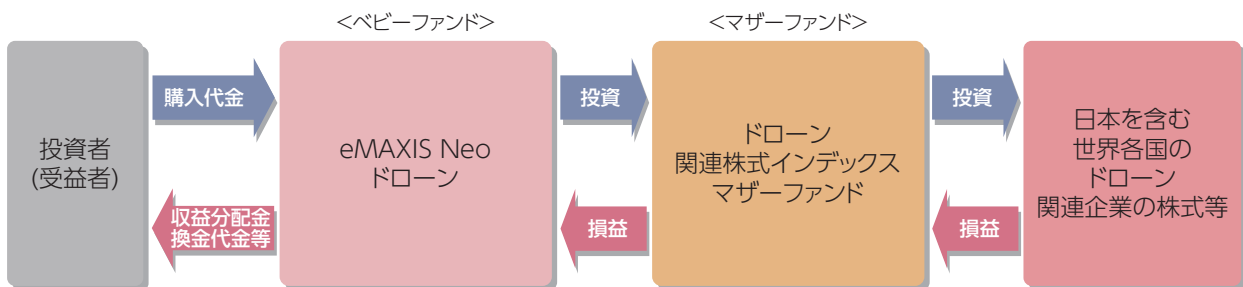 <ベビーファンド>
<マザーファンド>
投資者
(受益者)
購入代金
収益分配金
換金代金等
eMAXIS Neo
ドローン
投資
損益
ドローン
関連株式インデックス
マザーファンド
投資
損益
日本を含む
世界各国の
ドローン
関連企業の株式等